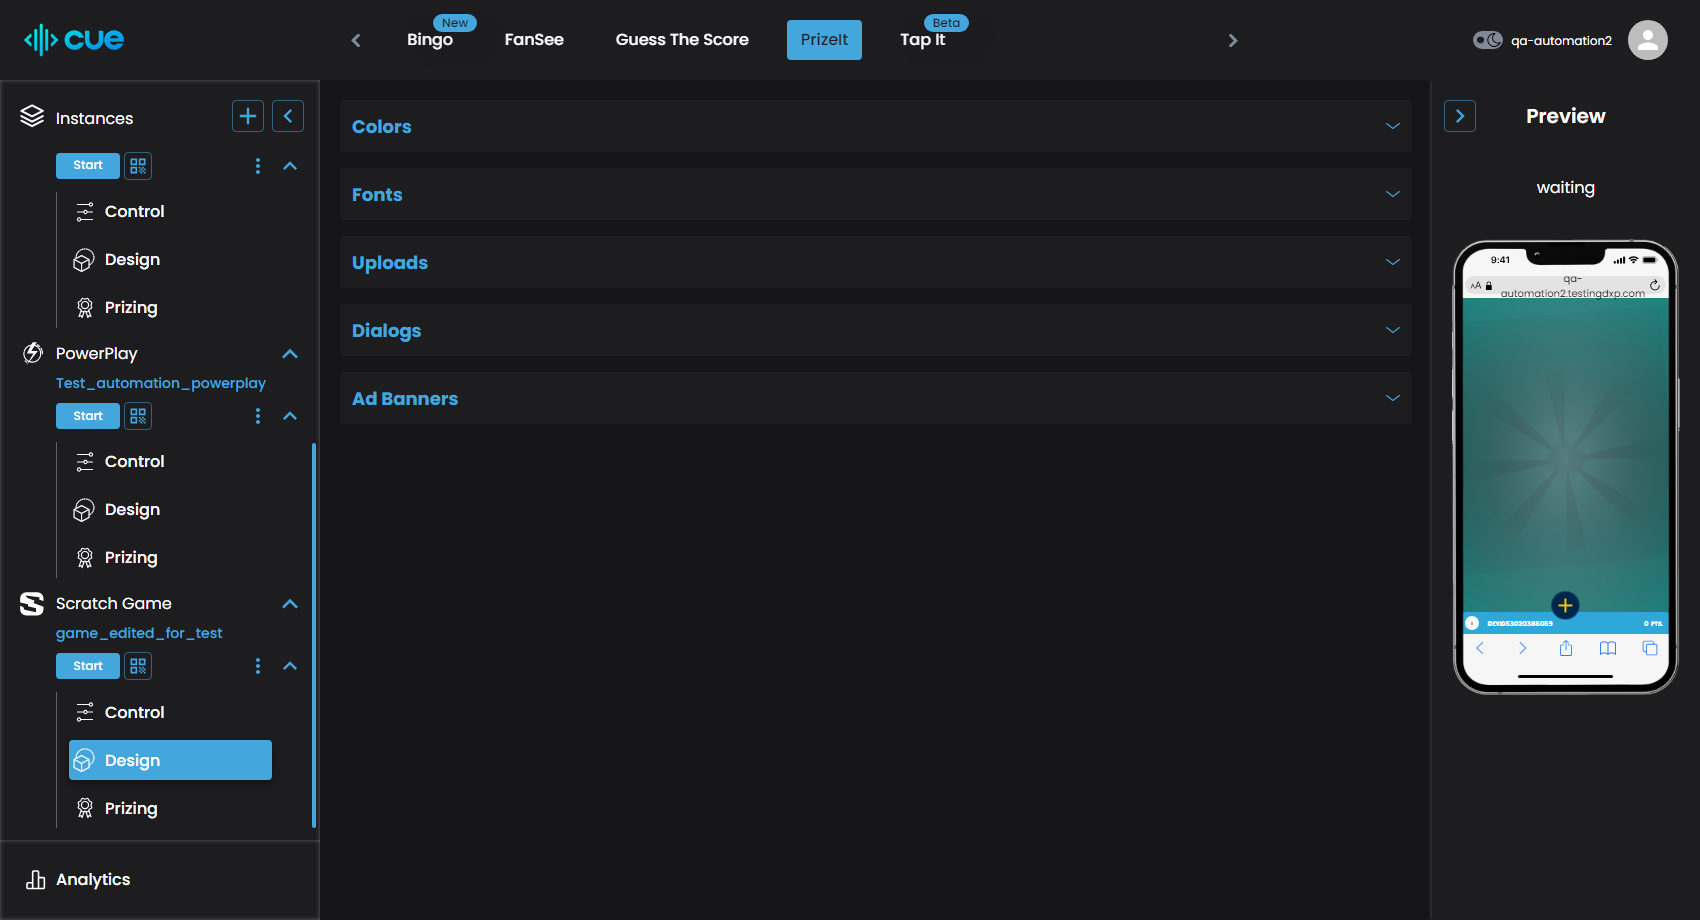 cue
Bingo
New
FanSee
Guess The Score
PrizeIt
Tap It
Beta
qa-automation2
Instances
Start
Control
Design
Prizing
PowerPlay
Test_automation_powerplay
Start
Control
Design
Prizing
Scratch Game
game_edited_for_test
Start
Control
Design
Prizing
Analytics
Colors
Fonts
Uploads
Dialogs
Ad Banners
Preview
waiting
9:41
AA
qa-
automation2.testingdxp.com
0 PTS.